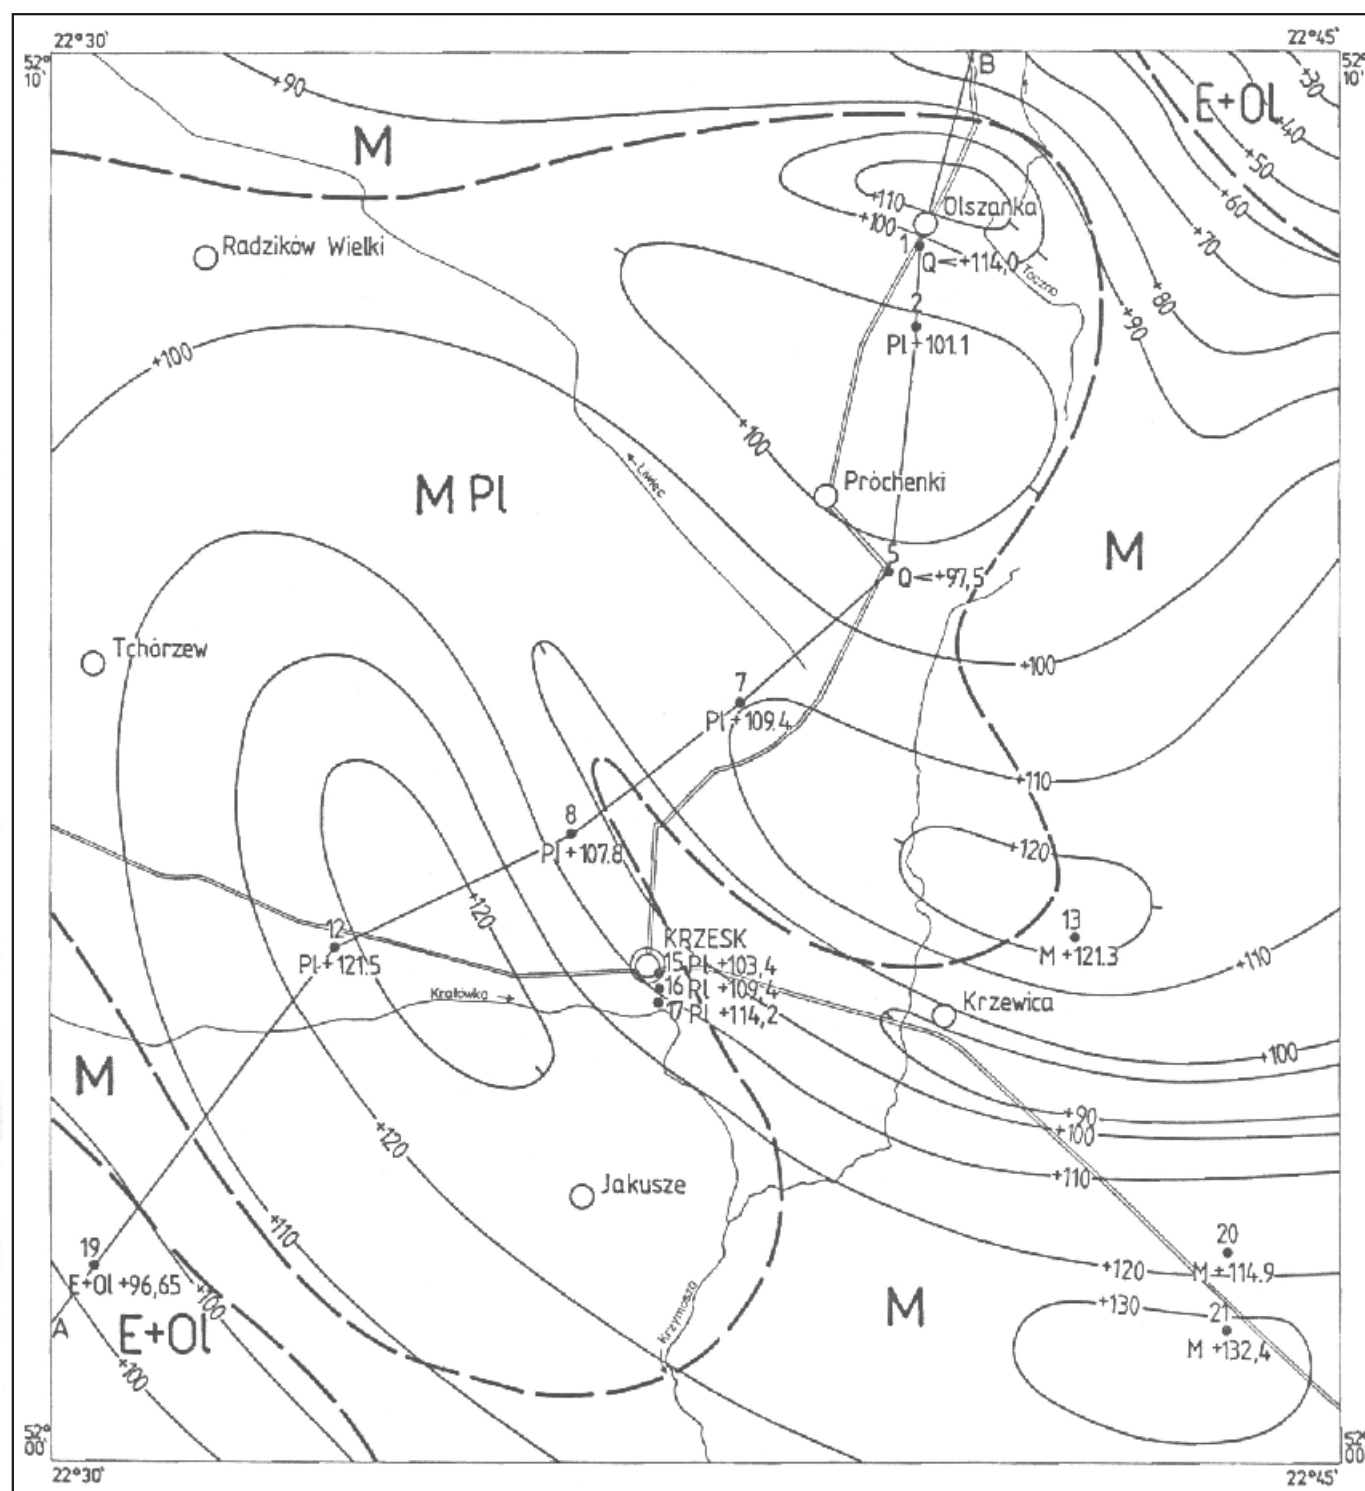 22°30' 22°45'
52° 10' 52° 10'
B
+90
E+Ol
+30
+40
M
+50
+60
+110
+100
Olszanka
+70
Radzików Wielki
1
Q<+114,0
Toczna
+80
2
Pl+101.1
+90
+100
+100
Liwiec
M Pl
Próchenki
M
5
Q<+97,5
Tchórzew
+100
7
Pl+109.4
+110
8
Pl+107.8
+120
+120
13
M+121.3
12
Pl+121.5
KRZESK
15 Pl +103,4
16 Pl +109,4
17 Pl +114,2
+110
Kratówka
Krzewica
+100
M
+90
+100
+120
+110
Jakusze
+110
20
M+114.9
+120
19
E+Ol +96,65
+100
Krzymosza
M
+130
21
M +132,4
A
E+Ol
+100
52° 00' 52° 00'
22°30' 22°45'